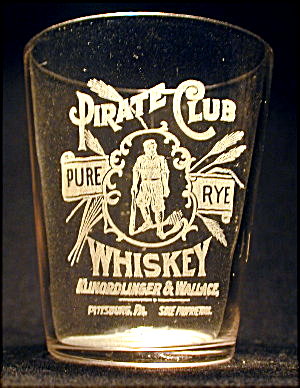 PIRATE CLUB
PURE RYE
WHISKEY
KLINORDLINGER & WALLACE,
PITTSBURG, PA. SOLE PROPRIETORS.